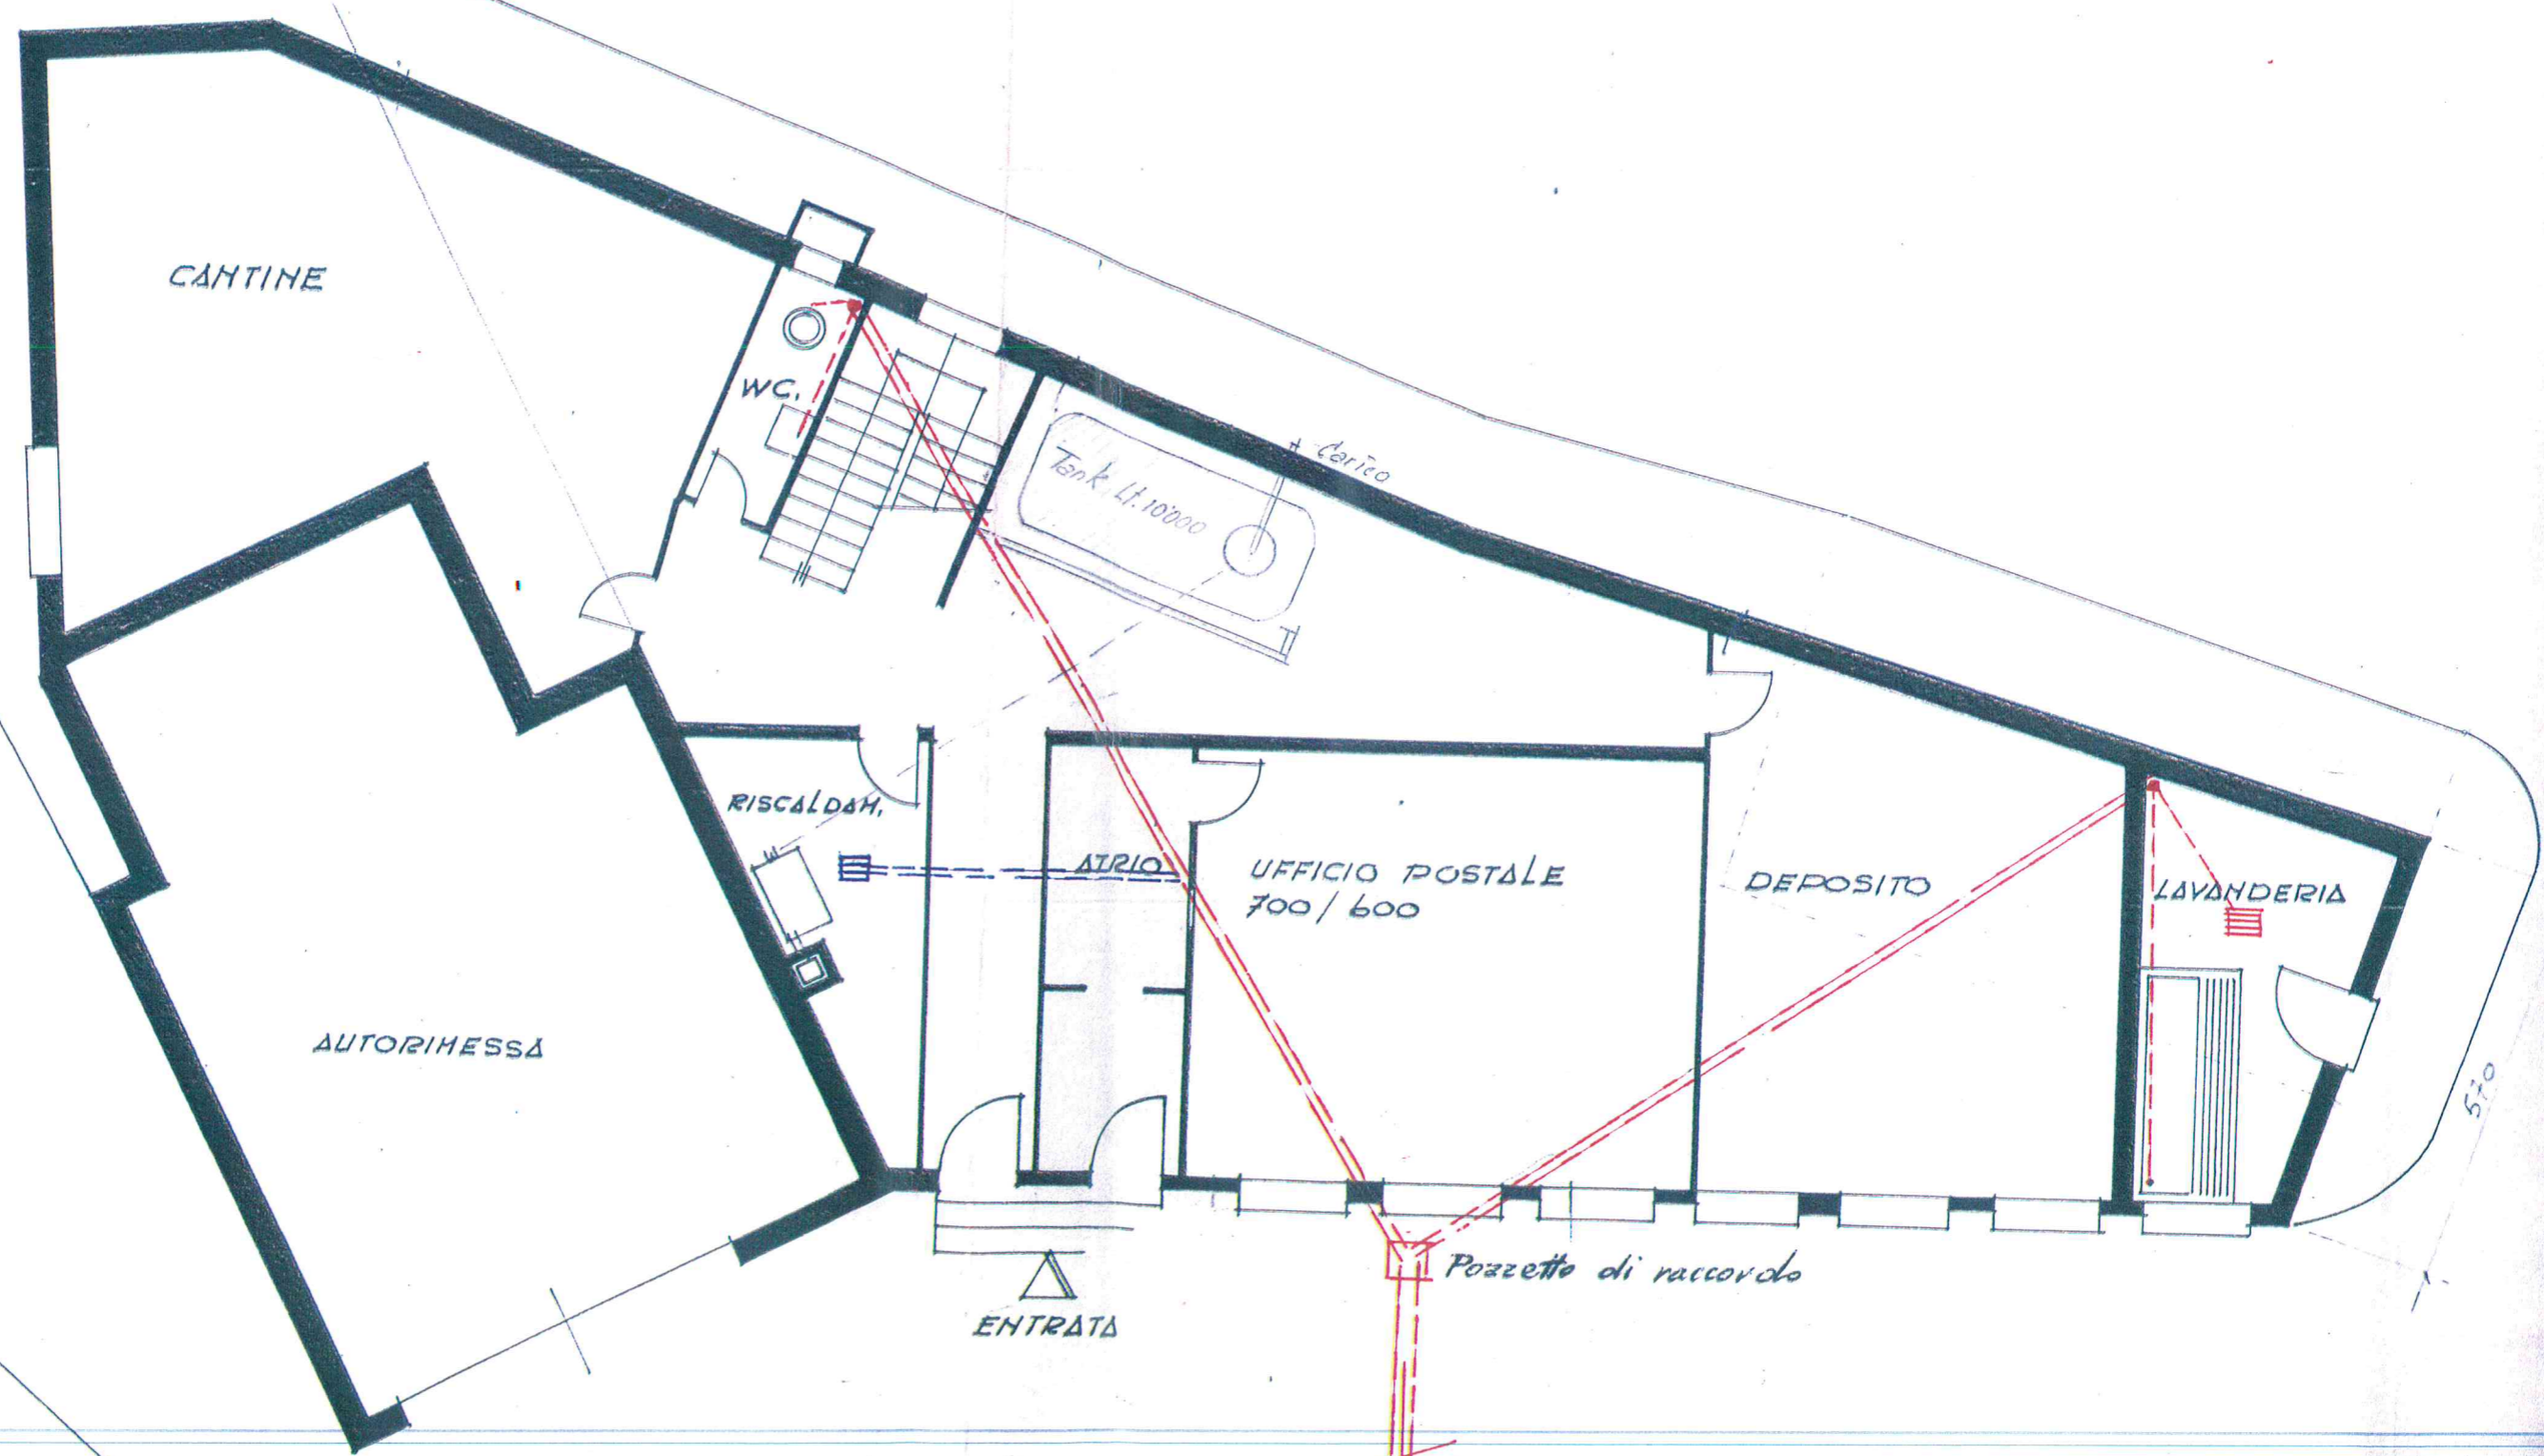 CANTINE
WC.
Carico
Tank. Lt. 10'000
RISCALDAM.
ATRIO
UFFICIO POSTALE
700 / 600
DEPOSITO
LAVANDERIA
AUTORIMESSA
570
Pozzetto di raccordo
ENTRATA